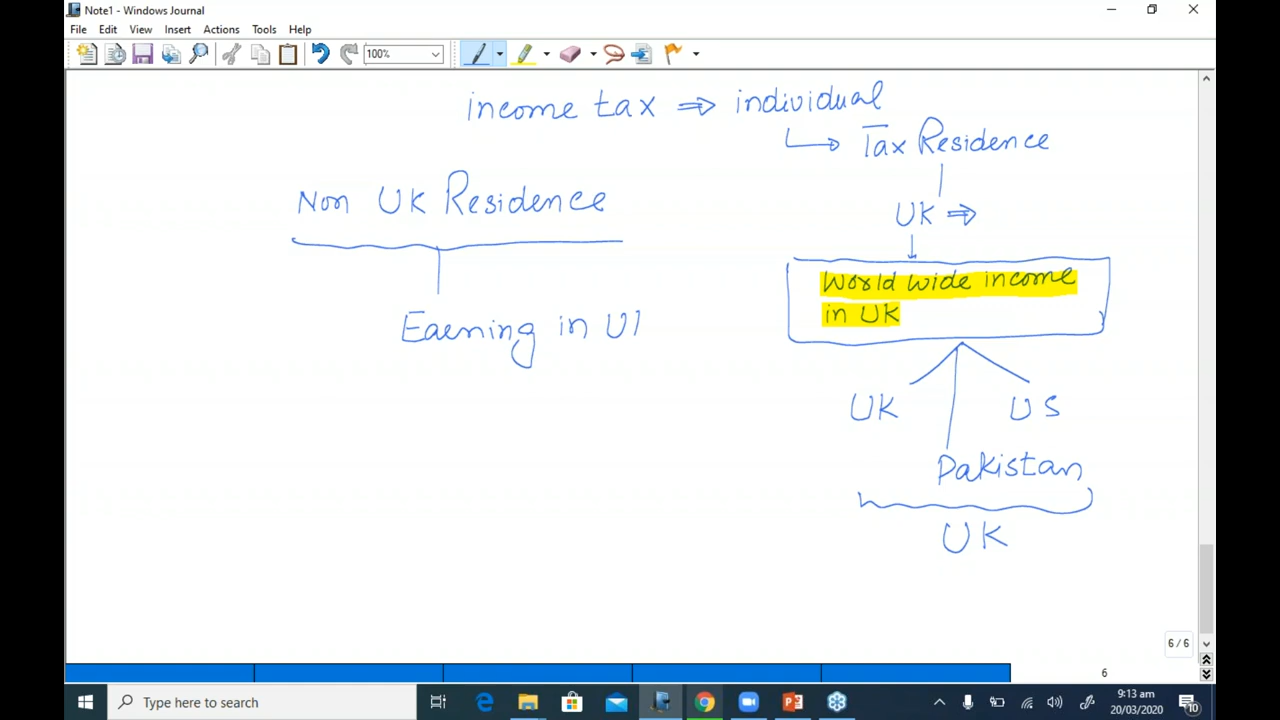 Note1 - Windows Journal
File Edit View Insert Actions Tools Help
100%
income tax ⇒ individual
↳ Tax Residence
Non UK Residence
UK ⇒
World wide income
in UK
Earning in
UK
US
Pakistan
UK
6 / 6
6
Type here to search
9:13 am
20/03/2020
10